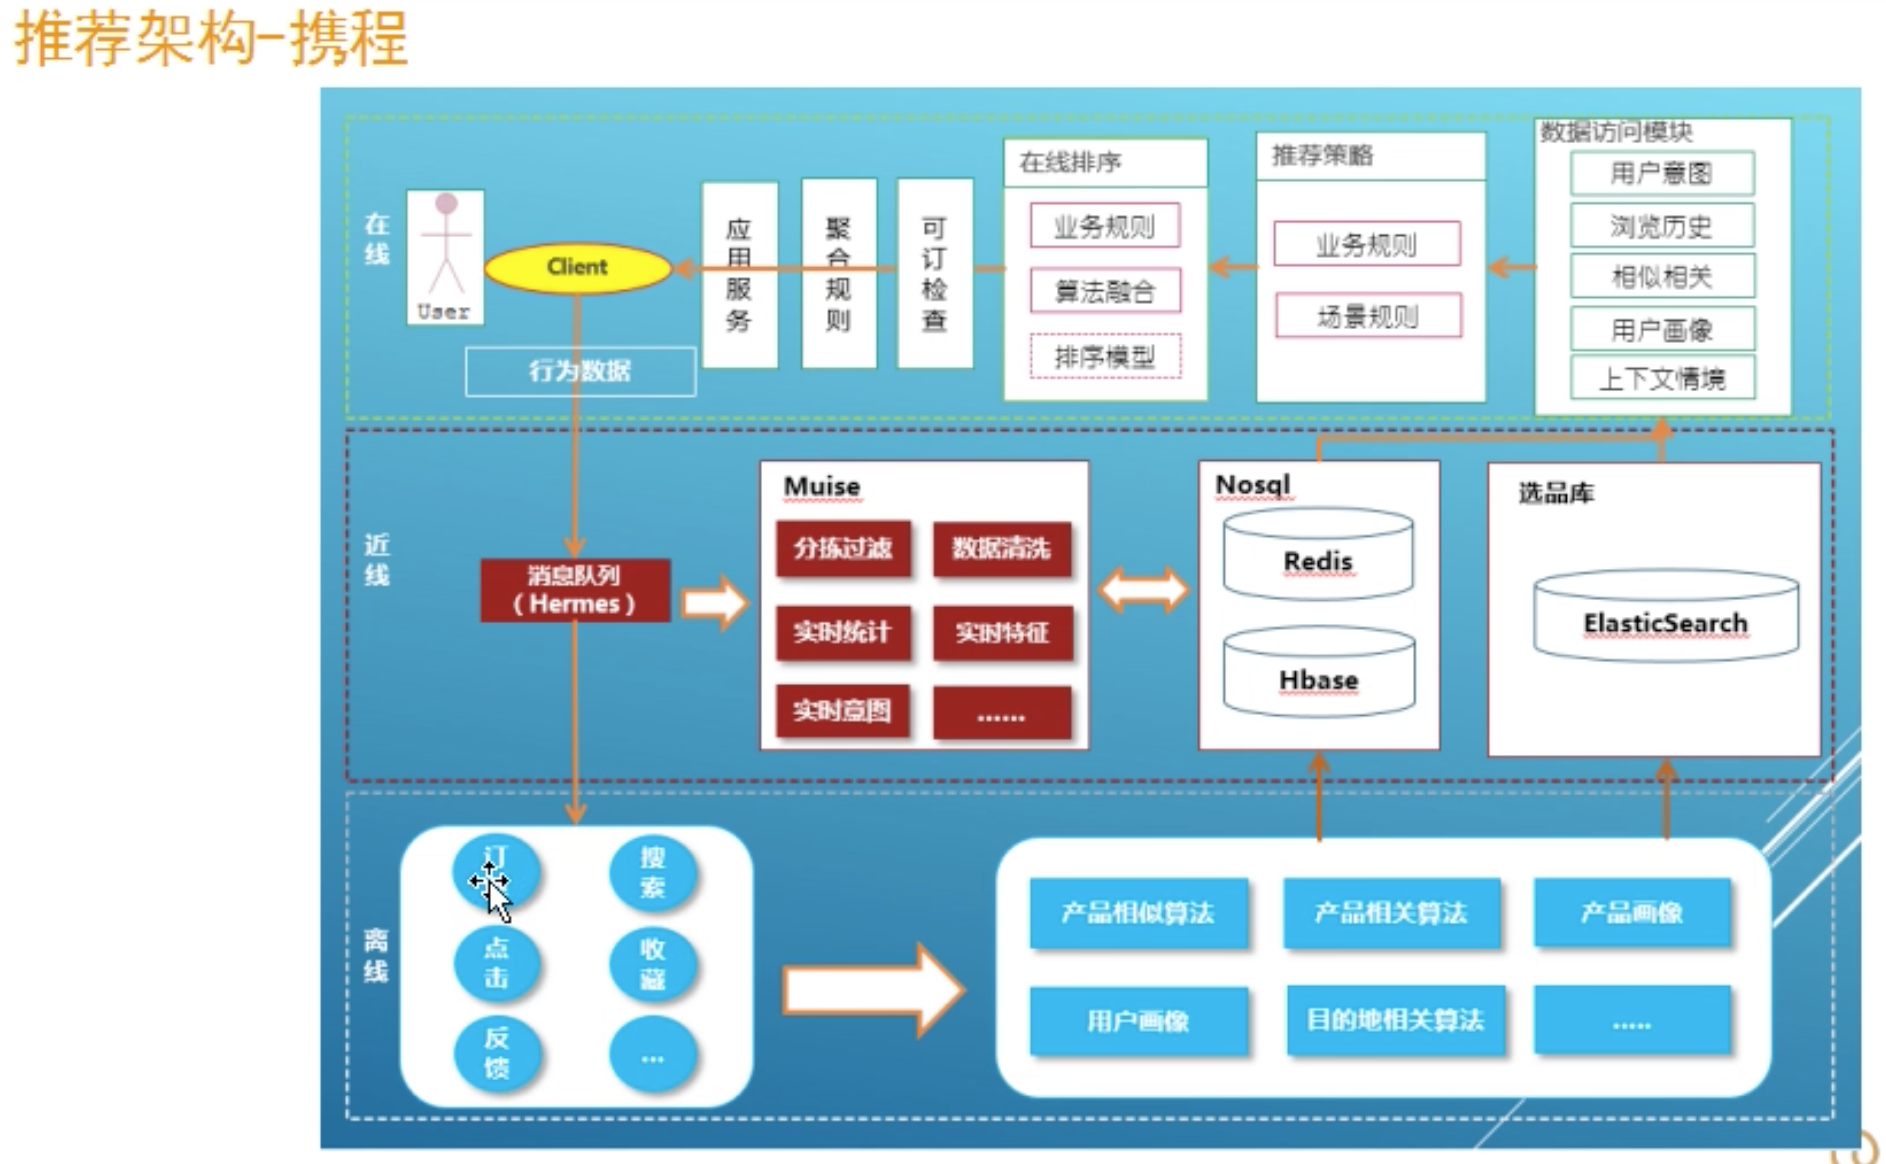 推荐架构-携程
在线
User
Client
行为数据
应用服务
聚合规则
可订检查
在线排序
业务规则
算法融合
排序模型
推荐策略
业务规则
场景规则
数据访问模块
用户意图
浏览历史
相似相关
用户画像
上下文情境
近线
消息队列
(Hermes)
Muise
分拣过滤
数据清洗
实时统计
实时特征
实时意图
......
Nosql
Redis
Hbase
选品库
ElasticSearch
离线
订
搜索
点击
收藏
反馈
...
产品相似算法
产品相关算法
产品画像
用户画像
目的地相关算法
.....